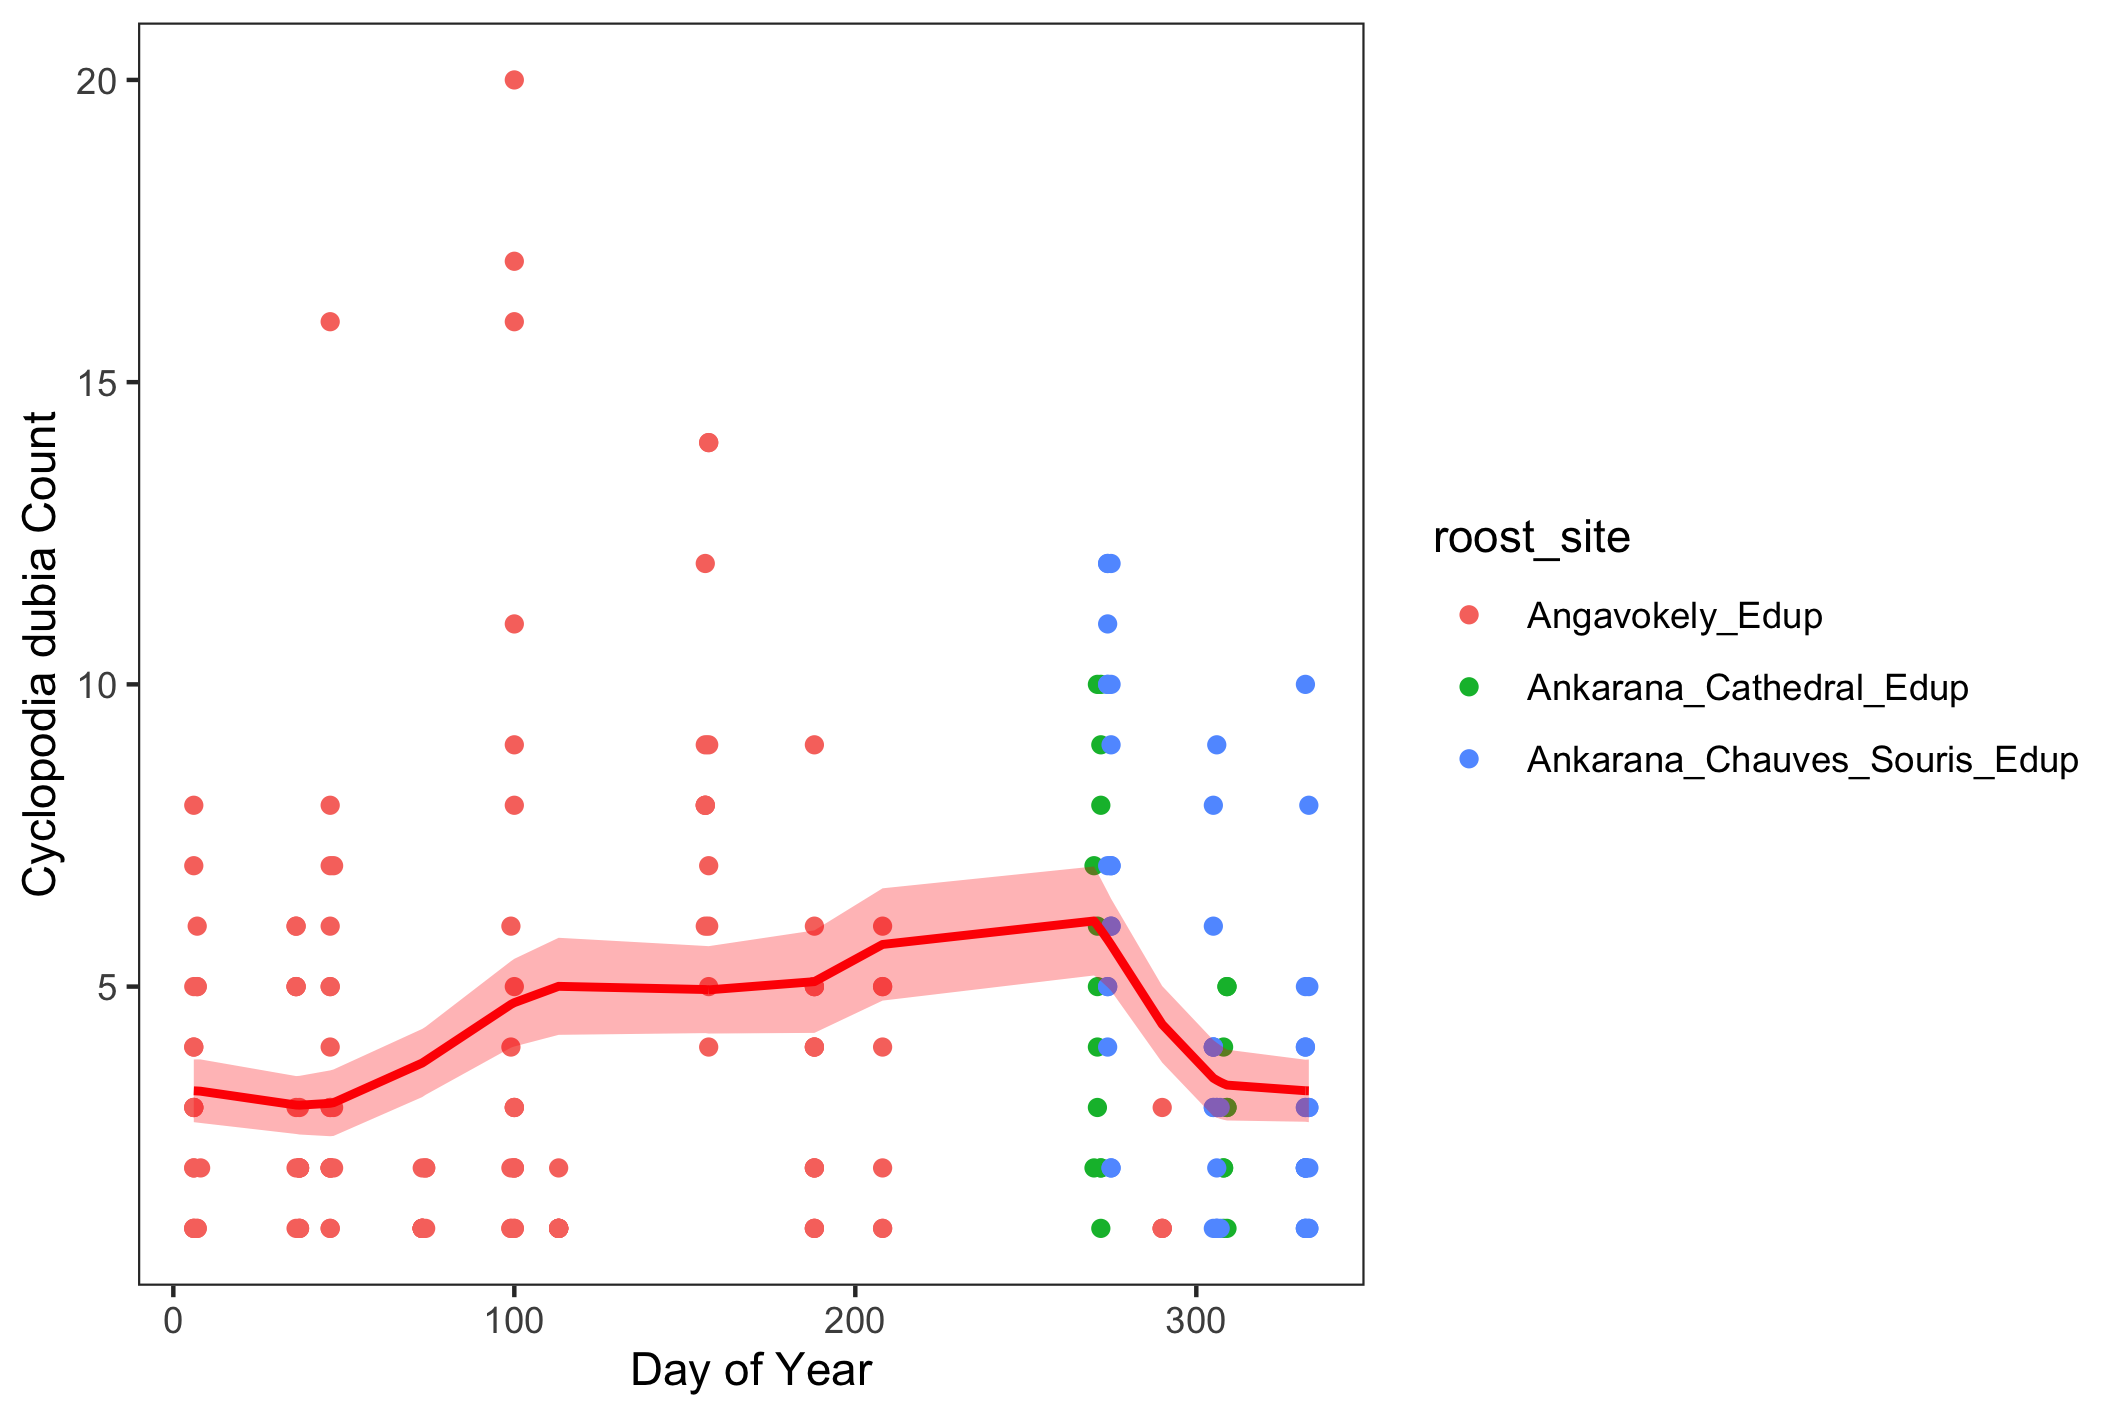 20
15
10
5
Cyclopodia dubia Count
0 100 200 300
Day of Year
roost_site
Angavokely_Edup
Ankarana_Cathedral_Edup
Ankarana_Chauves_Souris_Edup